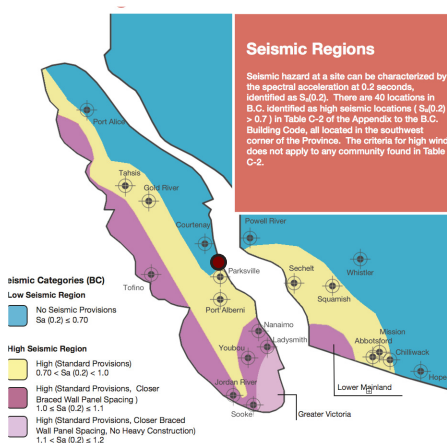 Seismic Regions
Seismic hazard at a site can be characterized by
the spectral acceleration at 0.2 seconds,
identified as Sₐ(0.2). There are 40 locations in
B.C. identified as high seismic locations ( Sₐ(0.2)
> 0.7 ) in Table C-2 of the Appendix to the B.C.
Building Code, all located in the southwest
corner of the Province. The criteria for high wind
does not apply to any community found in Table
C-2.
Port Alice
Tahsis
Gold River
Courtenay
Powell River
Parksville
Sechelt
Whistler
Squamish
Tofino
Port Alberni
Nanaimo
Ladysmith
Youbou
Mission
Abbotsford
Chilliwack
Hope
Jordan River
Sooke
Lower Mainland
Greater Victoria
eismic Categories (BC)
Low Seismic Region
No Seismic Provisions
Sa (0.2) ≤ 0.70
High Seismic Region
High (Standard Provisions)
0.70 < Sa (0.2) < 1.0
High (Standard Provisions, Closer
Braced Wall Panel Spacing )
1.0 ≤ Sa (0.2) ≤ 1.1
High (Standard Provisions, Closer Braced
Wall Panel Spacing, No Heavy Construction)
1.1 < Sa (0.2) ≤ 1.2